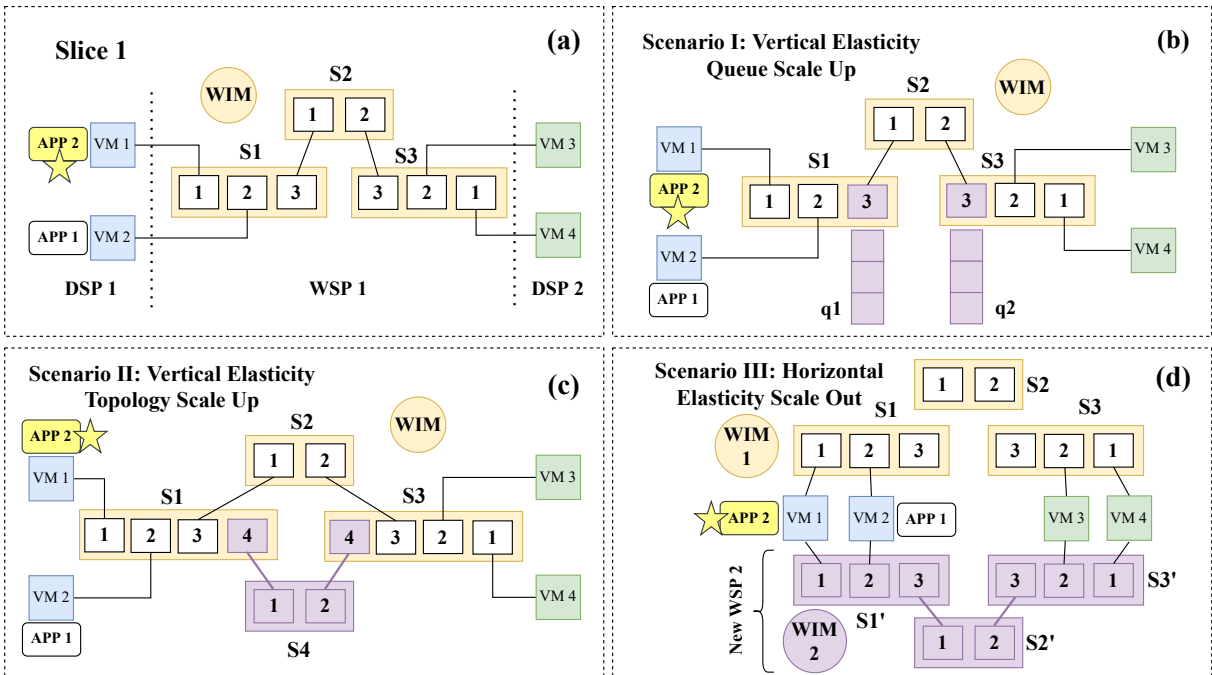 Slice 1
(a)
WIM
S2
1 2
APP 2
VM 1
S1
S3
VM 3
1 2 3
3 2 1
APP 1
VM 2
VM 4
DSP 1
WSP 1
DSP 2
Scenario I: Vertical Elasticity
Queue Scale Up
(b)
S2
WIM
1 2
VM 1
S1
S3
VM 3
APP 2
1 2 3
3 2 1
VM 2
VM 4
APP 1
q1
q2
Scenario II: Vertical Elasticity
Topology Scale Up
(c)
APP 2
S2
WIM
1 2
VM 1
S1
S3
VM 3
1 2 3 4
4 3 2 1
VM 2
1 2
VM 4
APP 1
S4
Scenario III: Horizontal
Elasticity Scale Out
(d)
1 2
S2
S1
S3
WIM
1
1 2 3
3 2 1
APP 2
VM 1
VM 2
APP 1
VM 3
VM 4
New WSP 2
1 2 3
3 2 1
S3'
S1'
WIM
2
1 2
S2'